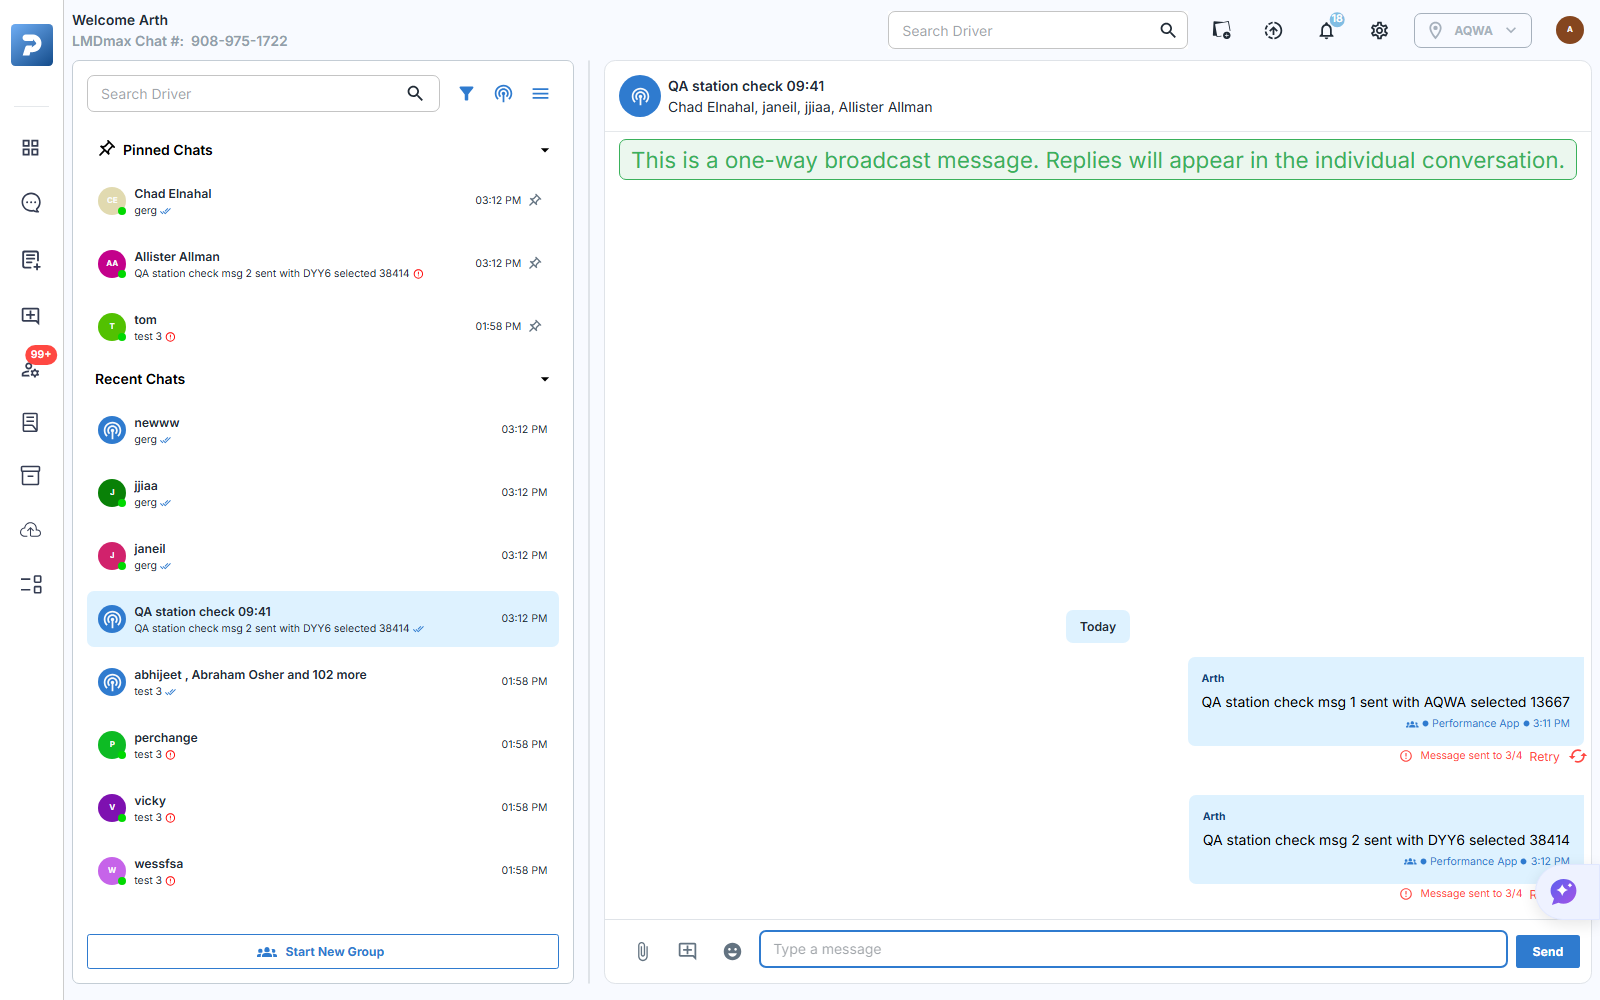 Welcome Arth
LMDmax Chat #: 908-975-1722
Search Driver
18
AQWA
A
Search Driver
Pinned Chats
CE
Chad Elnahal
gerg
03:12 PM
AA
Allister Allman
QA station check msg 2 sent with DYY6 selected 38414
03:12 PM
T
tom
test 3
01:58 PM
99+
Recent Chats
newww
gerg
03:12 PM
J
jjiaa
gerg
03:12 PM
J
janeil
gerg
03:12 PM
QA station check 09:41
QA station check msg 2 sent with DYY6 selected 38414
03:12 PM
abhijeet , Abraham Osher and 102 more
test 3
01:58 PM
P
perchange
test 3
01:58 PM
V
vicky
test 3
01:58 PM
W
wessfsa
test 3
01:58 PM
Start New Group
QA station check 09:41
Chad Elnahal, janeil, jjiaa, Allister Allman
This is a one-way broadcast message. Replies will appear in the individual conversation.
Today
Arth
QA station check msg 1 sent with AQWA selected 13667
Performance App 3:11 PM
Message sent to 3/4 Retry
Arth
QA station check msg 2 sent with DYY6 selected 38414
Performance App 3:12 PM
Message sent to 3/4
Type a message
Send